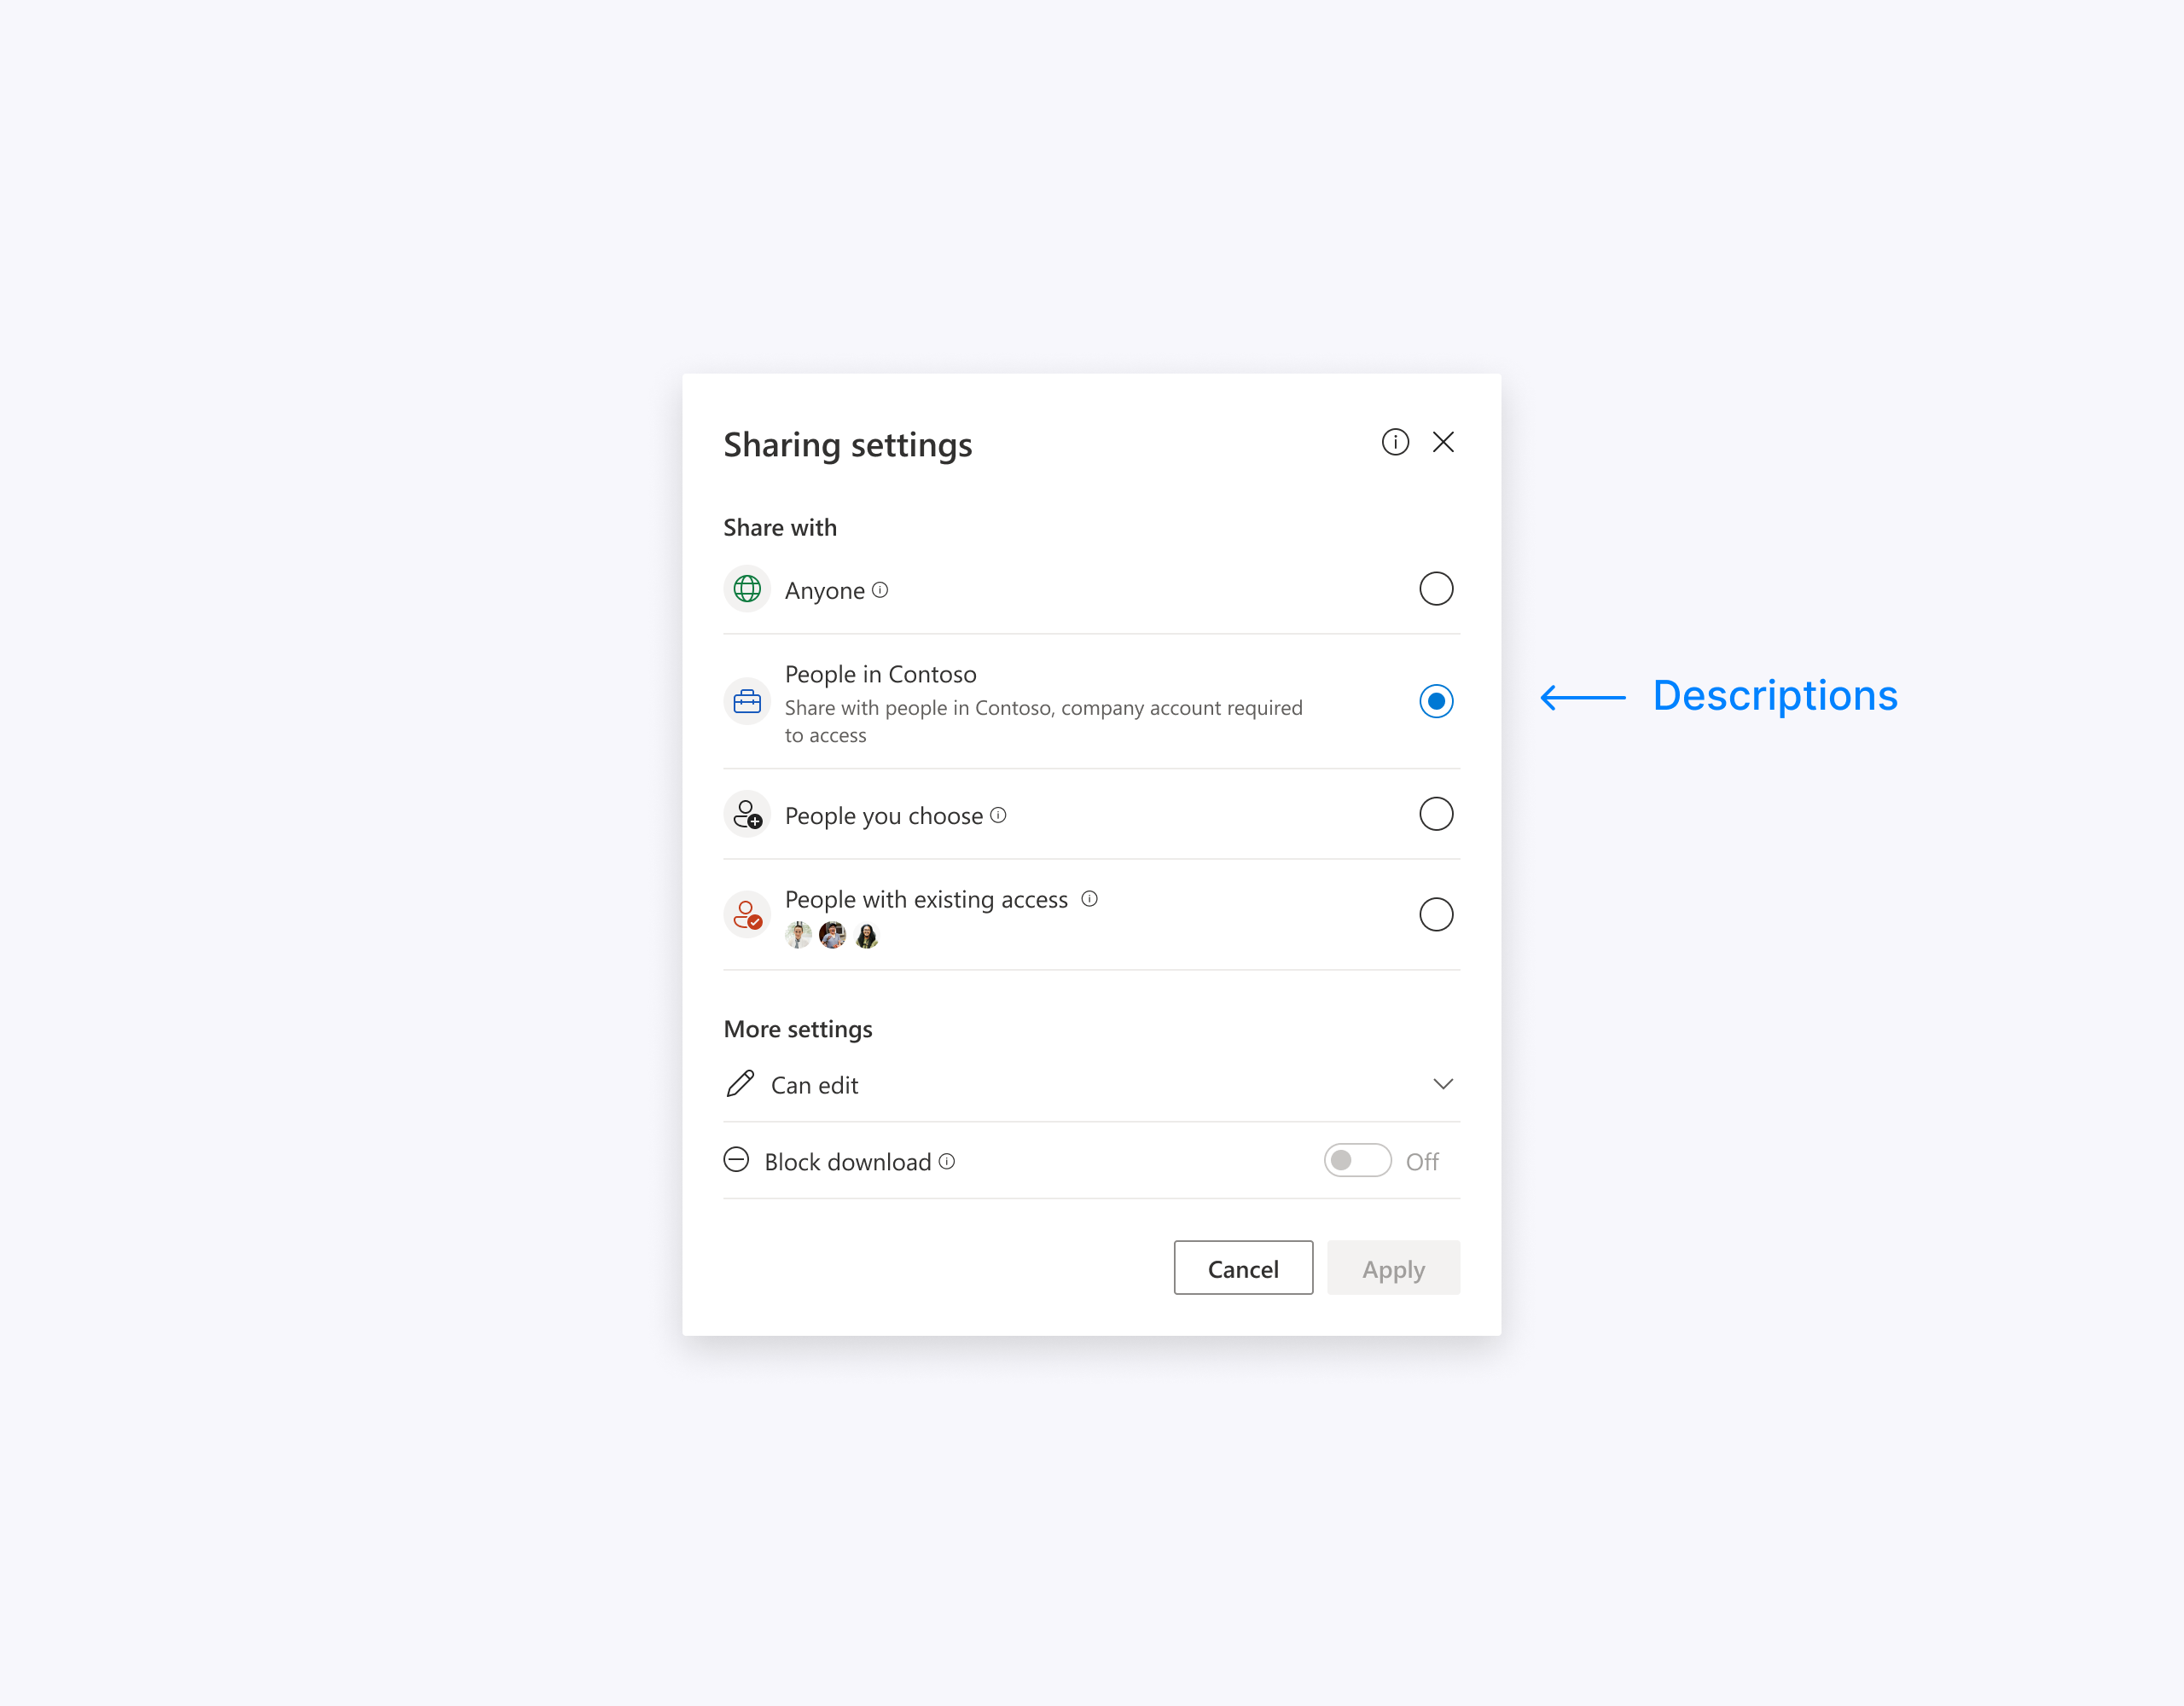 Sharing settings
Share with
Anyone
People in Contoso
Share with people in Contoso, company account required
to access
Descriptions
People you choose
People with existing access
More settings
Can edit
Block download
Off
Cancel
Apply